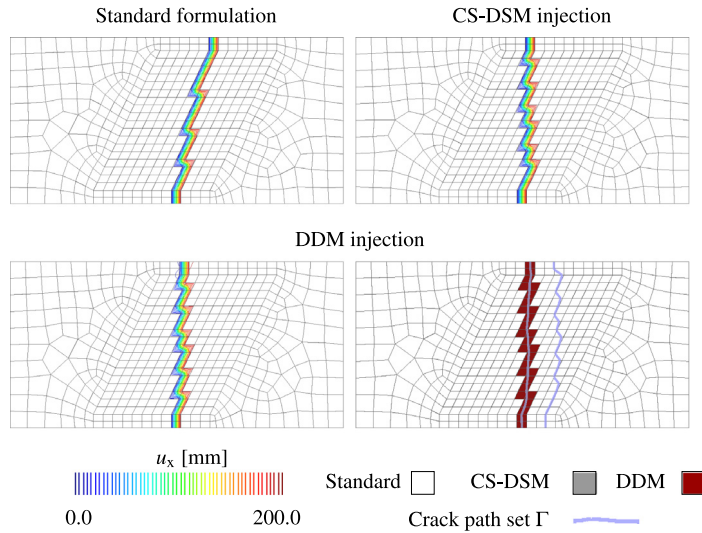 Standard formulation
CS-DSM injection
DDM injection
uₓ [mm]
0.0 200.0
Standard CS-DSM DDM
Crack path set Γ